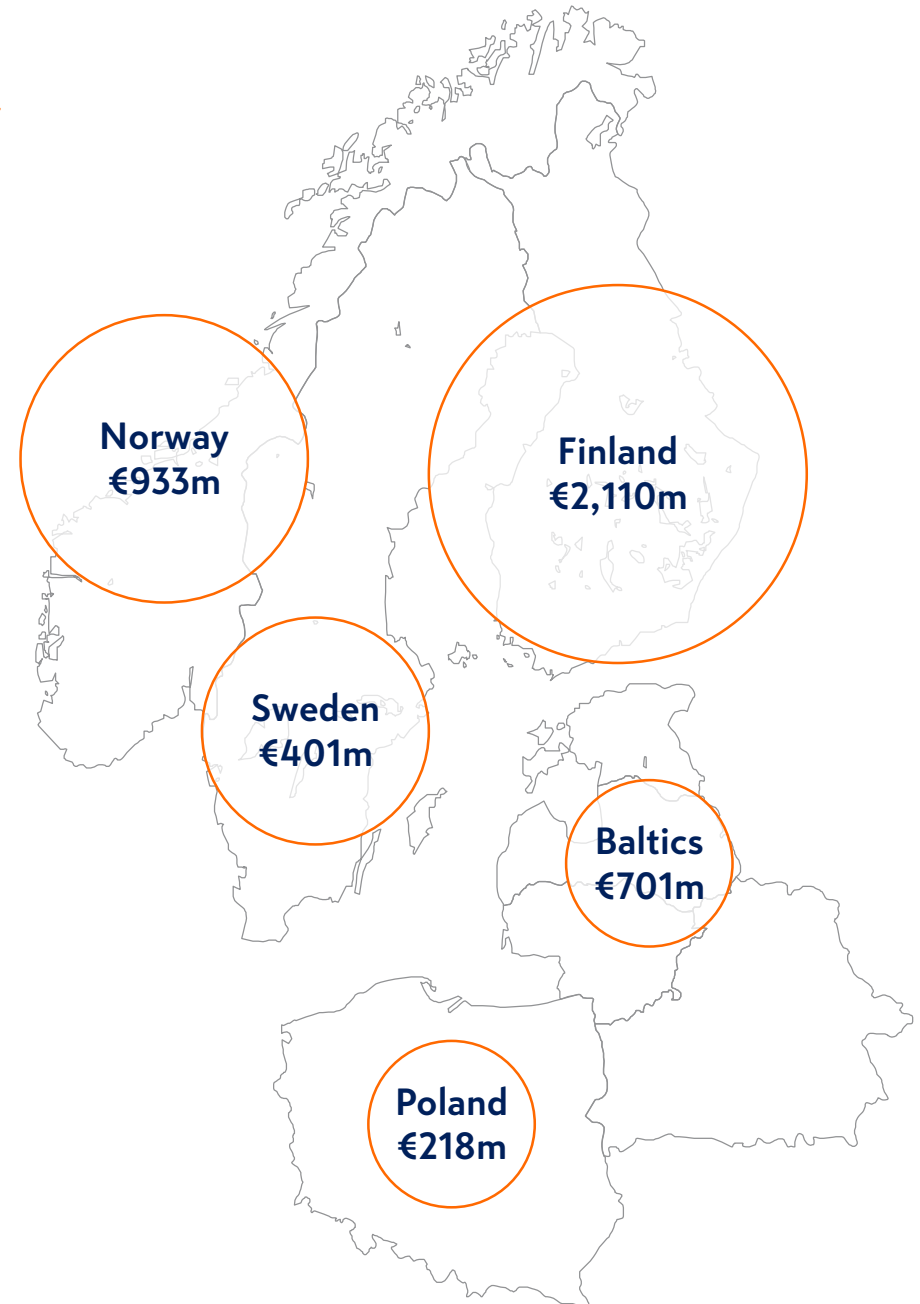 Norway
€933m
Finland
€2,110m
Sweden
€401m
Baltics
€701m
Poland
€218m